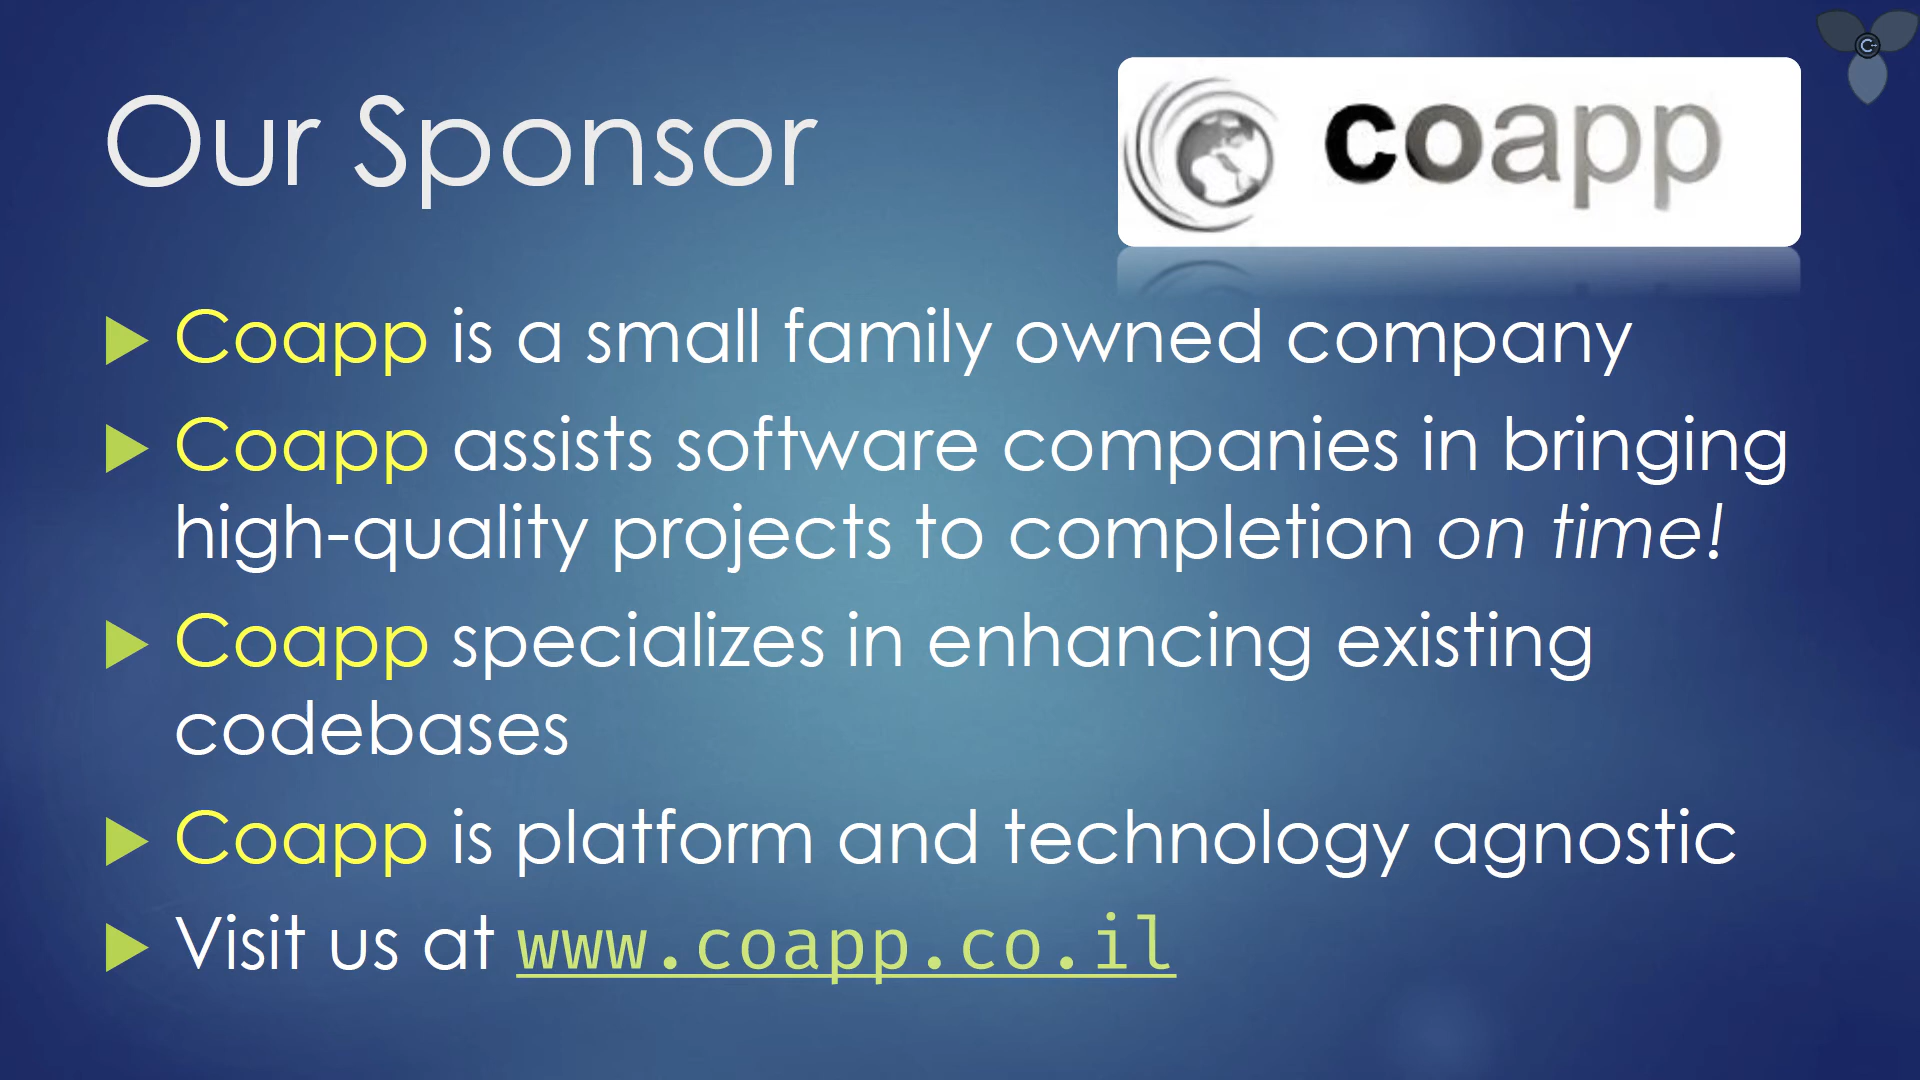 Our Sponsor
coapp
C++
Coapp is a small family owned company
Coapp assists software companies in bringing
high-quality projects to completion on time!
Coapp specializes in enhancing existing
codebases
Coapp is platform and technology agnostic
Visit us at www.coapp.co.il